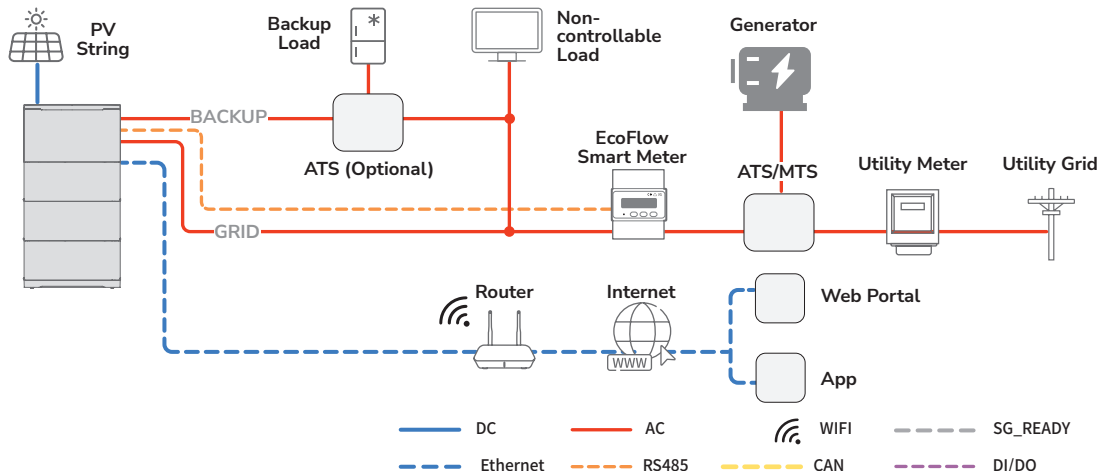 PV
String
Backup
Load
Non-
controllable
Load
Generator
BACKUP
ATS (Optional)
EcoFlow
Smart Meter
ATS/MTS
Utility Meter
Utility Grid
GRID
Router
Internet
WWW
Web Portal
App
DC
AC
WIFI
SG_READY
Ethernet
RS485
CAN
DI/DO